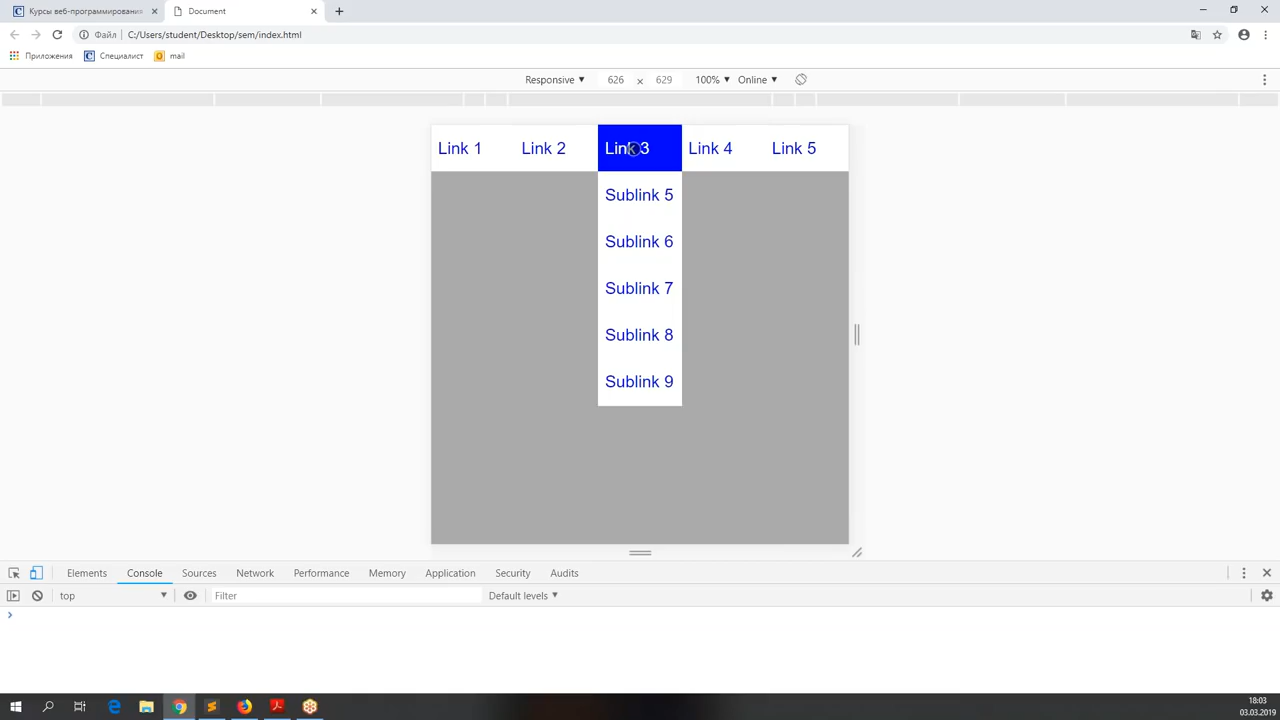 Курсы веб-программирования
Document
Файл
C:/Users/student/Desktop/sem/index.html
Приложения
Специалист
mail
Responsive
626 × 629
100%
Online
Link 1
Link 2
Link 3
Link 4
Link 5
Sublink 5
Sublink 6
Sublink 7
Sublink 8
Sublink 9
Elements
Console
Sources
Network
Performance
Memory
Application
Security
Audits
top
Filter
Default levels
18:03
03.03.2019